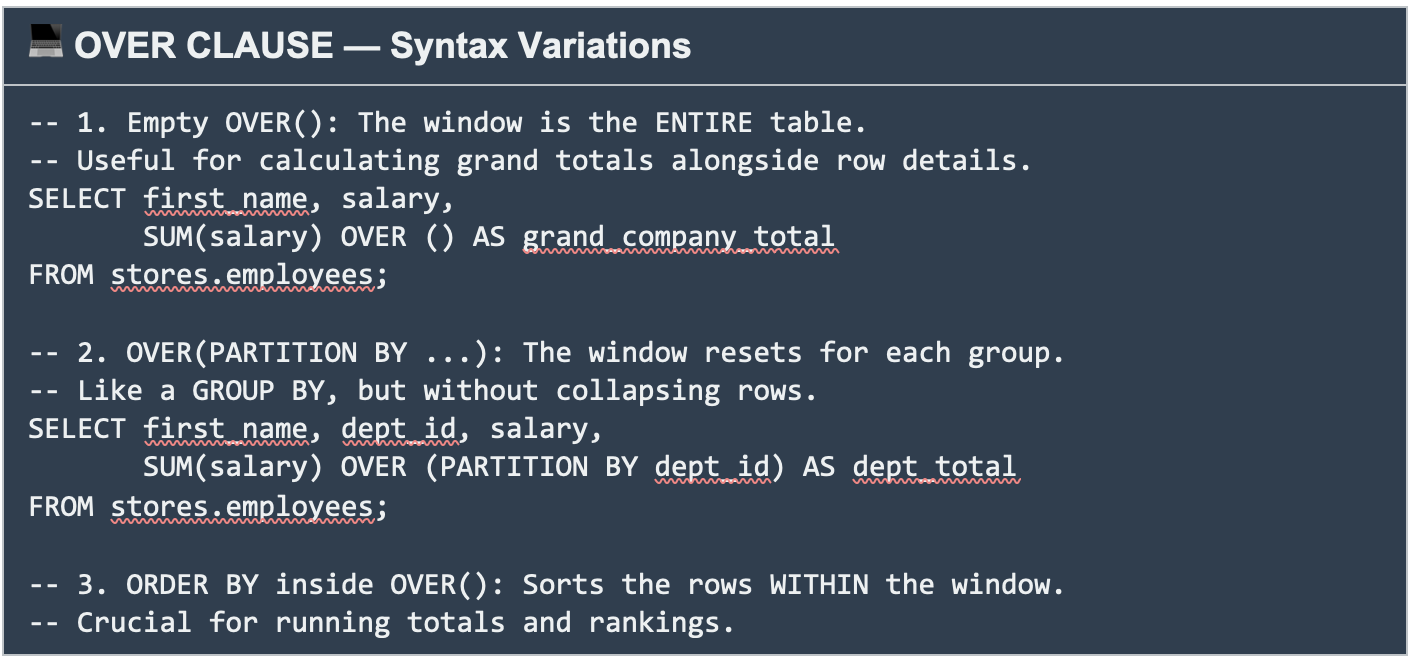 💻 OVER CLAUSE — Syntax Variations
-- 1. Empty OVER(): The window is the ENTIRE table.
-- Useful for calculating grand totals alongside row details.
SELECT first_name, salary,
       SUM(salary) OVER () AS grand_company_total
FROM stores.employees;

-- 2. OVER(PARTITION BY ...): The window resets for each group.
-- Like a GROUP BY, but without collapsing rows.
SELECT first_name, dept_id, salary,
       SUM(salary) OVER (PARTITION BY dept_id) AS dept_total
FROM stores.employees;

-- 3. ORDER BY inside OVER(): Sorts the rows WITHIN the window.
-- Crucial for running totals and rankings.